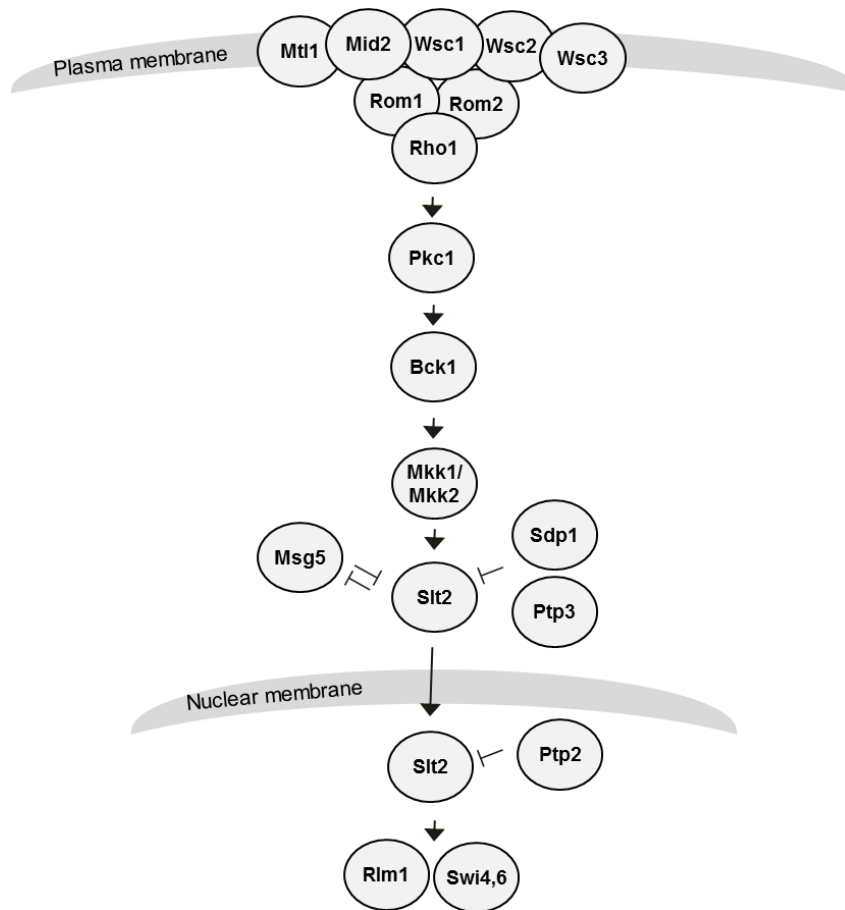 Plasma membrane
Mtl1
Mid2
Wsc1
Wsc2
Wsc3
Rom1
Rom2
Rho1
Pkc1
Bck1
Mkk1/
Mkk2
Sdp1
Msg5
Slt2
Ptp3
Nuclear membrane
Slt2
Ptp2
Rlm1
Swi4,6